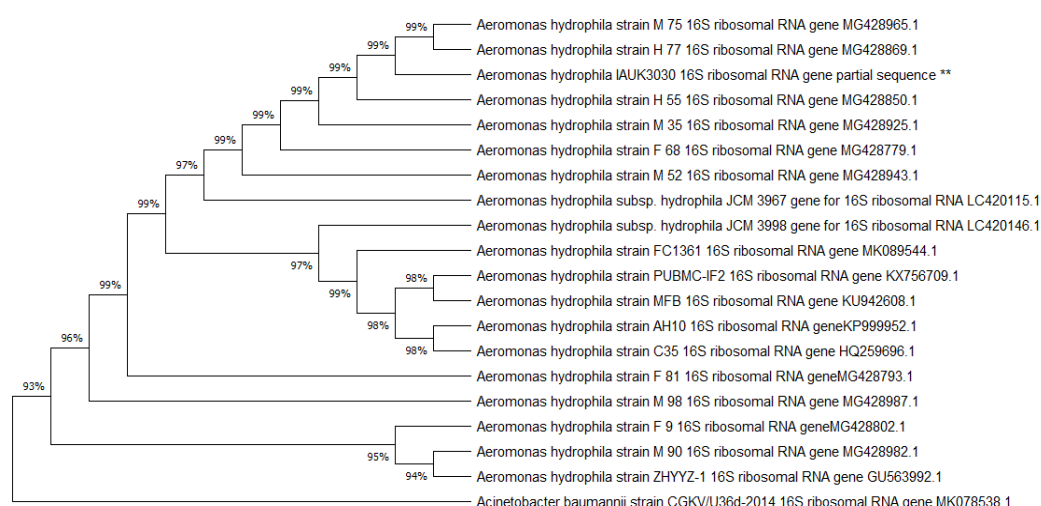 99%
Aeromonas hydrophila strain M 75 16S ribosomal RNA gene MG428965.1
99%
Aeromonas hydrophila strain H 77 16S ribosomal RNA gene MG428869.1
99%
Aeromonas hydrophila IAUK3030 16S ribosomal RNA gene partial sequence **
99%
Aeromonas hydrophila strain H 55 16S ribosomal RNA gene MG428850.1
99%
Aeromonas hydrophila strain M 35 16S ribosomal RNA gene MG428925.1
99%
Aeromonas hydrophila strain F 68 16S ribosomal RNA gene MG428779.1
97%
Aeromonas hydrophila strain M 52 16S ribosomal RNA gene MG428943.1
99%
Aeromonas hydrophila subsp. hydrophila JCM 3967 gene for 16S ribosomal RNA LC420115.1
Aeromonas hydrophila subsp. hydrophila JCM 3998 gene for 16S ribosomal RNA LC420146.1
97%
Aeromonas hydrophila strain FC1361 16S ribosomal RNA gene MK089544.1
99%
98%
Aeromonas hydrophila strain PUBMC-IF2 16S ribosomal RNA gene KX756709.1
99%
Aeromonas hydrophila strain MFB 16S ribosomal RNA gene KU942608.1
98%
Aeromonas hydrophila strain AH10 16S ribosomal RNA geneKP999952.1
96%
98%
Aeromonas hydrophila strain C35 16S ribosomal RNA gene HQ259696.1
Aeromonas hydrophila strain F 81 16S ribosomal RNA geneMG428793.1
93%
Aeromonas hydrophila strain M 98 16S ribosomal RNA gene MG428987.1
Aeromonas hydrophila strain F 9 16S ribosomal RNA geneMG428802.1
95%
Aeromonas hydrophila strain M 90 16S ribosomal RNA gene MG428982.1
94%
Aeromonas hydrophila strain ZHYYZ-1 16S ribosomal RNA gene GU563992.1
Acinetobacter baumannii strain CGKV/U36d-2014 16S ribosomal RNA gene MK078538.1